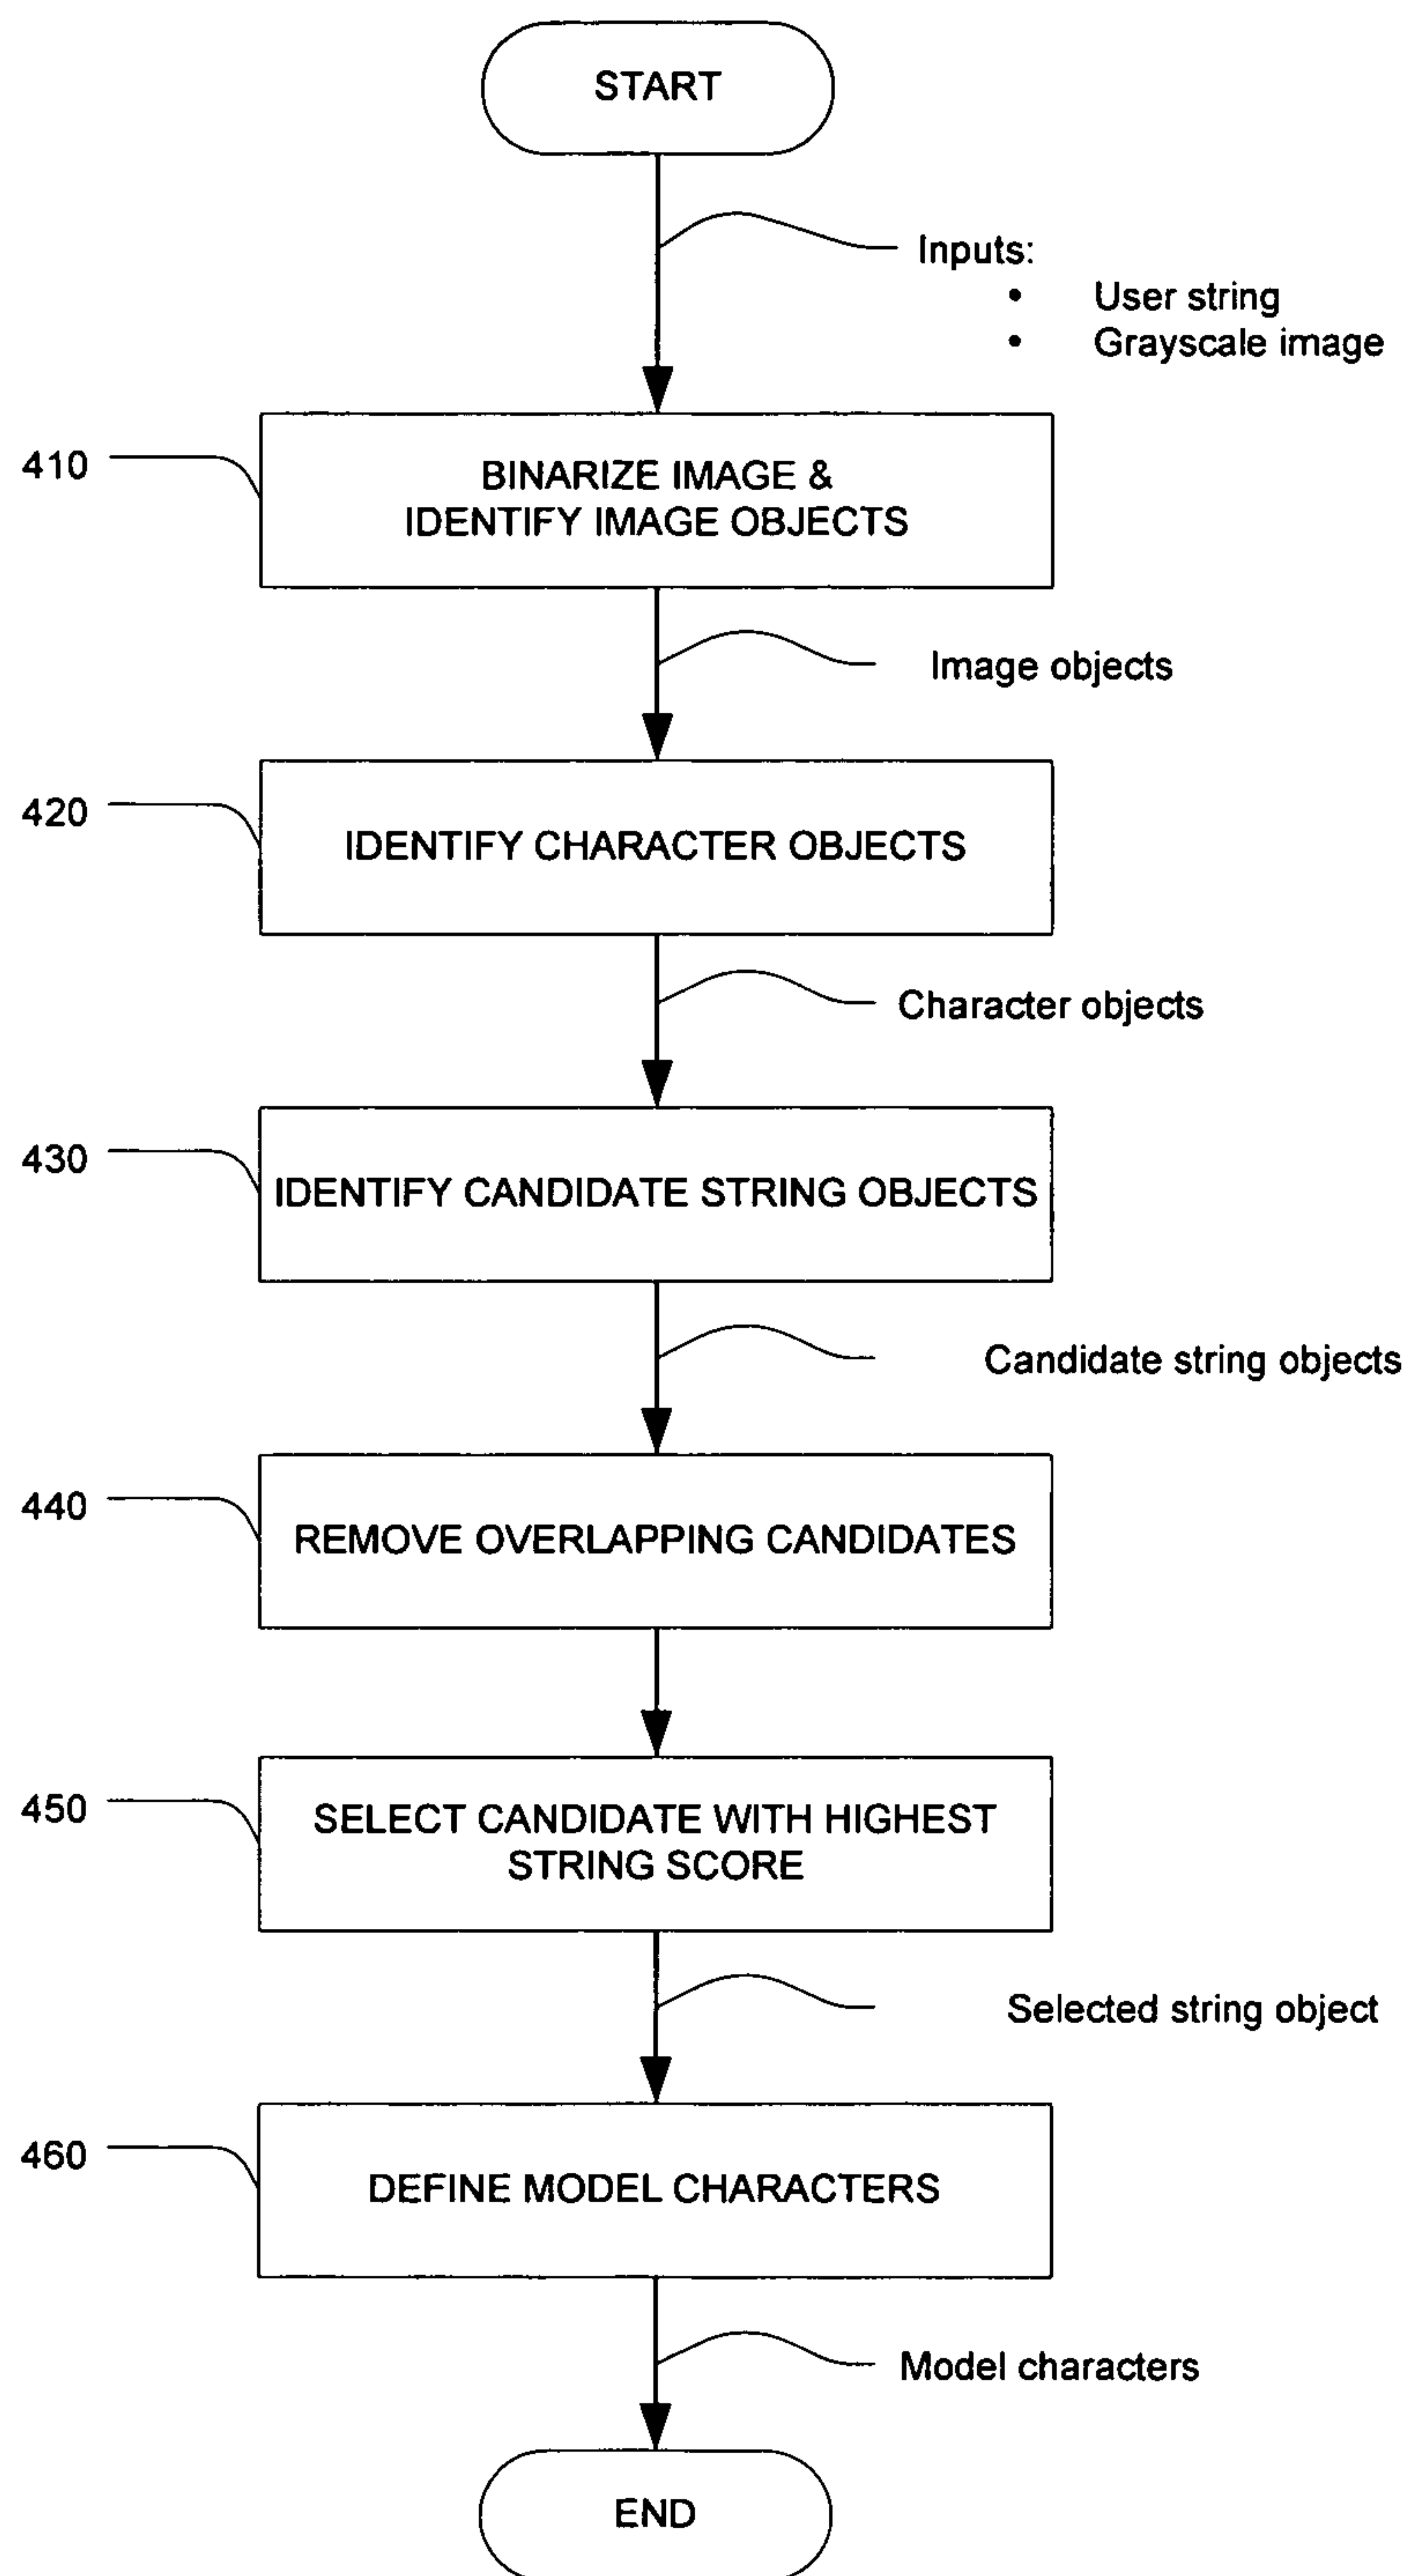 START
Inputs:
• User string
• Grayscale image
410
BINARIZE IMAGE &
IDENTIFY IMAGE OBJECTS
Image objects
420
IDENTIFY CHARACTER OBJECTS
Character objects
430
IDENTIFY CANDIDATE STRING OBJECTS
Candidate string objects
440
REMOVE OVERLAPPING CANDIDATES
450
SELECT CANDIDATE WITH HIGHEST
STRING SCORE
Selected string object
460
DEFINE MODEL CHARACTERS
Model characters
END